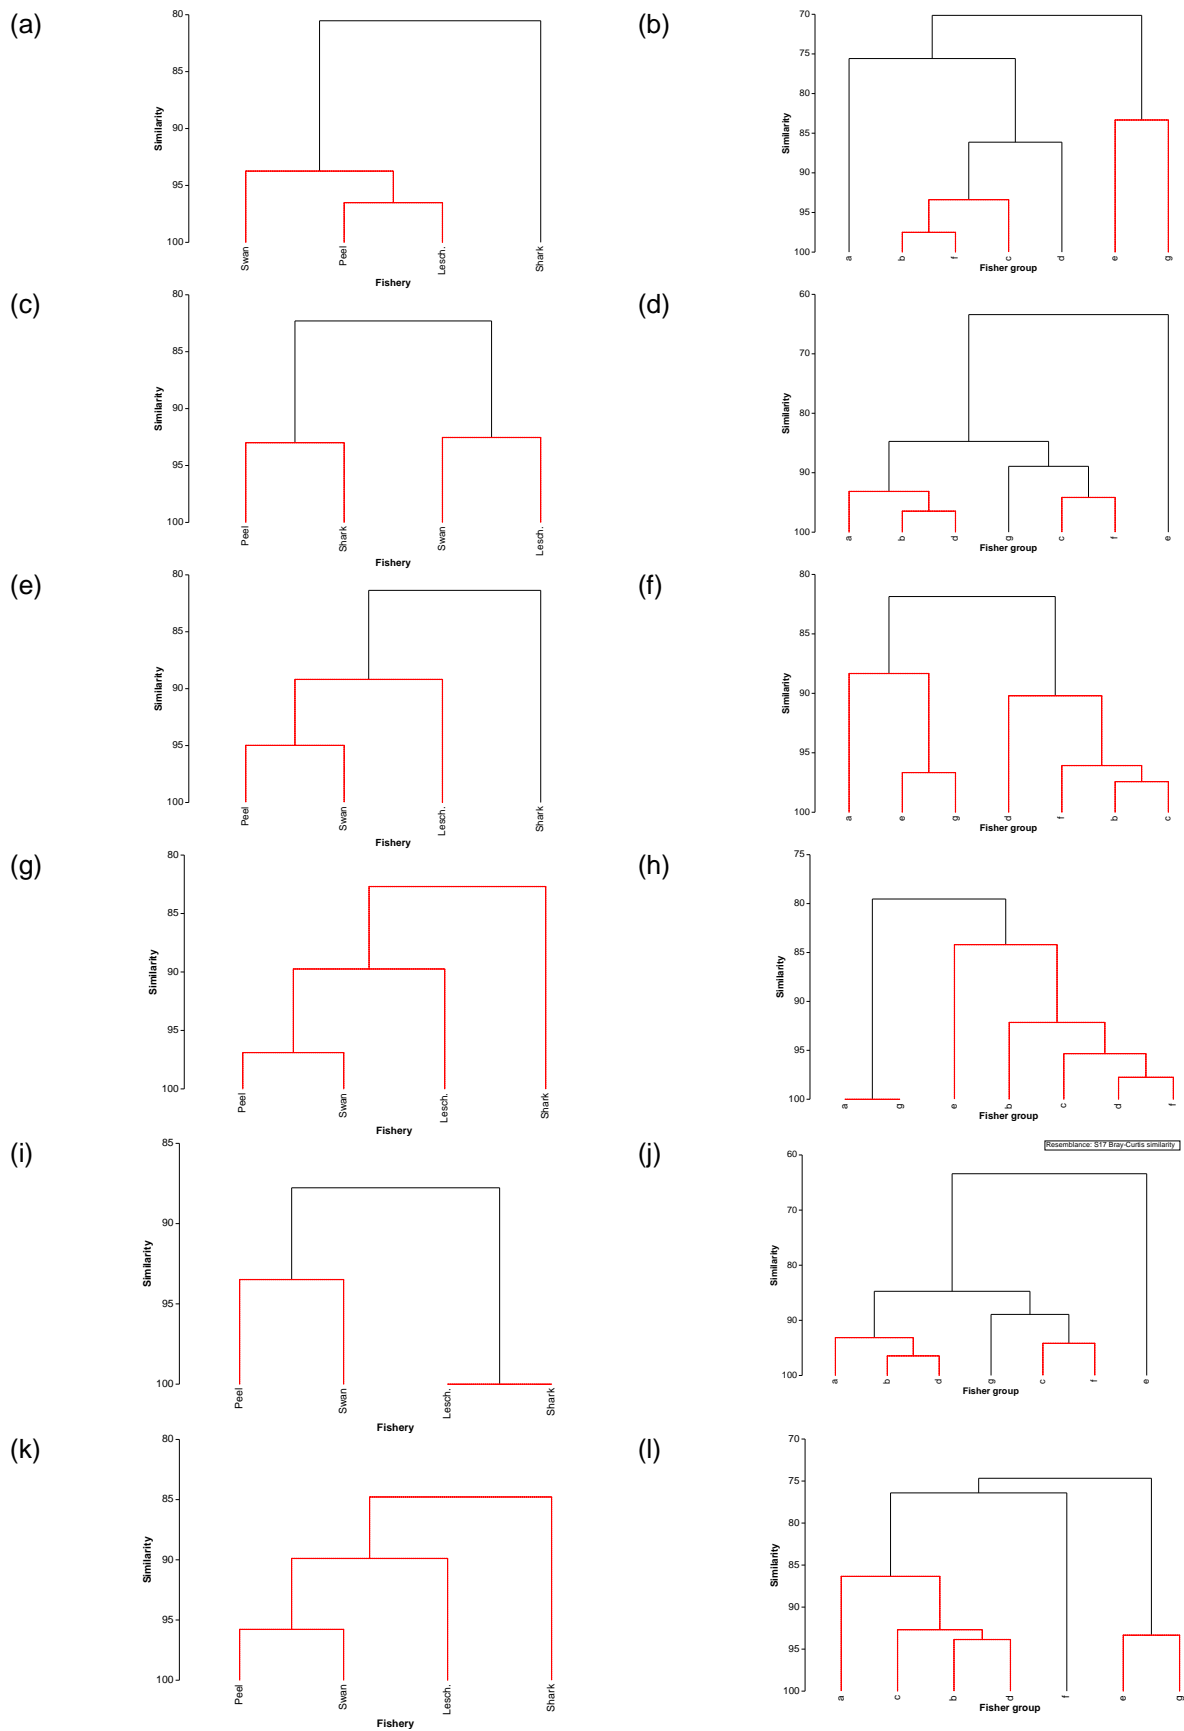 (a)
80
85
90
95
100
Similarity
Swan
Peel
Lesch.
Shark
Fishery
(b)
70
75
80
85
90
95
100
Similarity
a
b
f
c
d
e
g
Fisher group
(c)
80
85
90
95
100
Similarity
Peel
Shark
Swan
Lesch.
Fishery
(d)
60
70
80
90
100
Similarity
a
b
d
g
c
f
e
Fisher group
(e)
80
85
90
95
100
Similarity
Peel
Swan
Lesch.
Shark
Fishery
(f)
80
85
90
95
100
Similarity
a
e
g
d
f
b
c
Fisher group
(g)
80
85
90
95
100
Similarity
Peel
Swan
Lesch.
Shark
Fishery
(h)
75
80
85
90
95
100
Similarity
a
g
e
b
c
d
f
Fisher group
(i)
85
90
95
100
Similarity
Peel
Swan
Lesch.
Shark
Fishery
(j)
Resemblance: S17 Bray-Curtis similarity
60
70
80
90
100
Similarity
a
b
d
g
c
f
e
Fisher group
(k)
80
85
90
95
100
Similarity
Peel
Swan
Lesch.
Shark
Fishery
(l)
70
75
80
85
90
95
100
Similarity
a
c
b
d
f
e
g
Fisher group